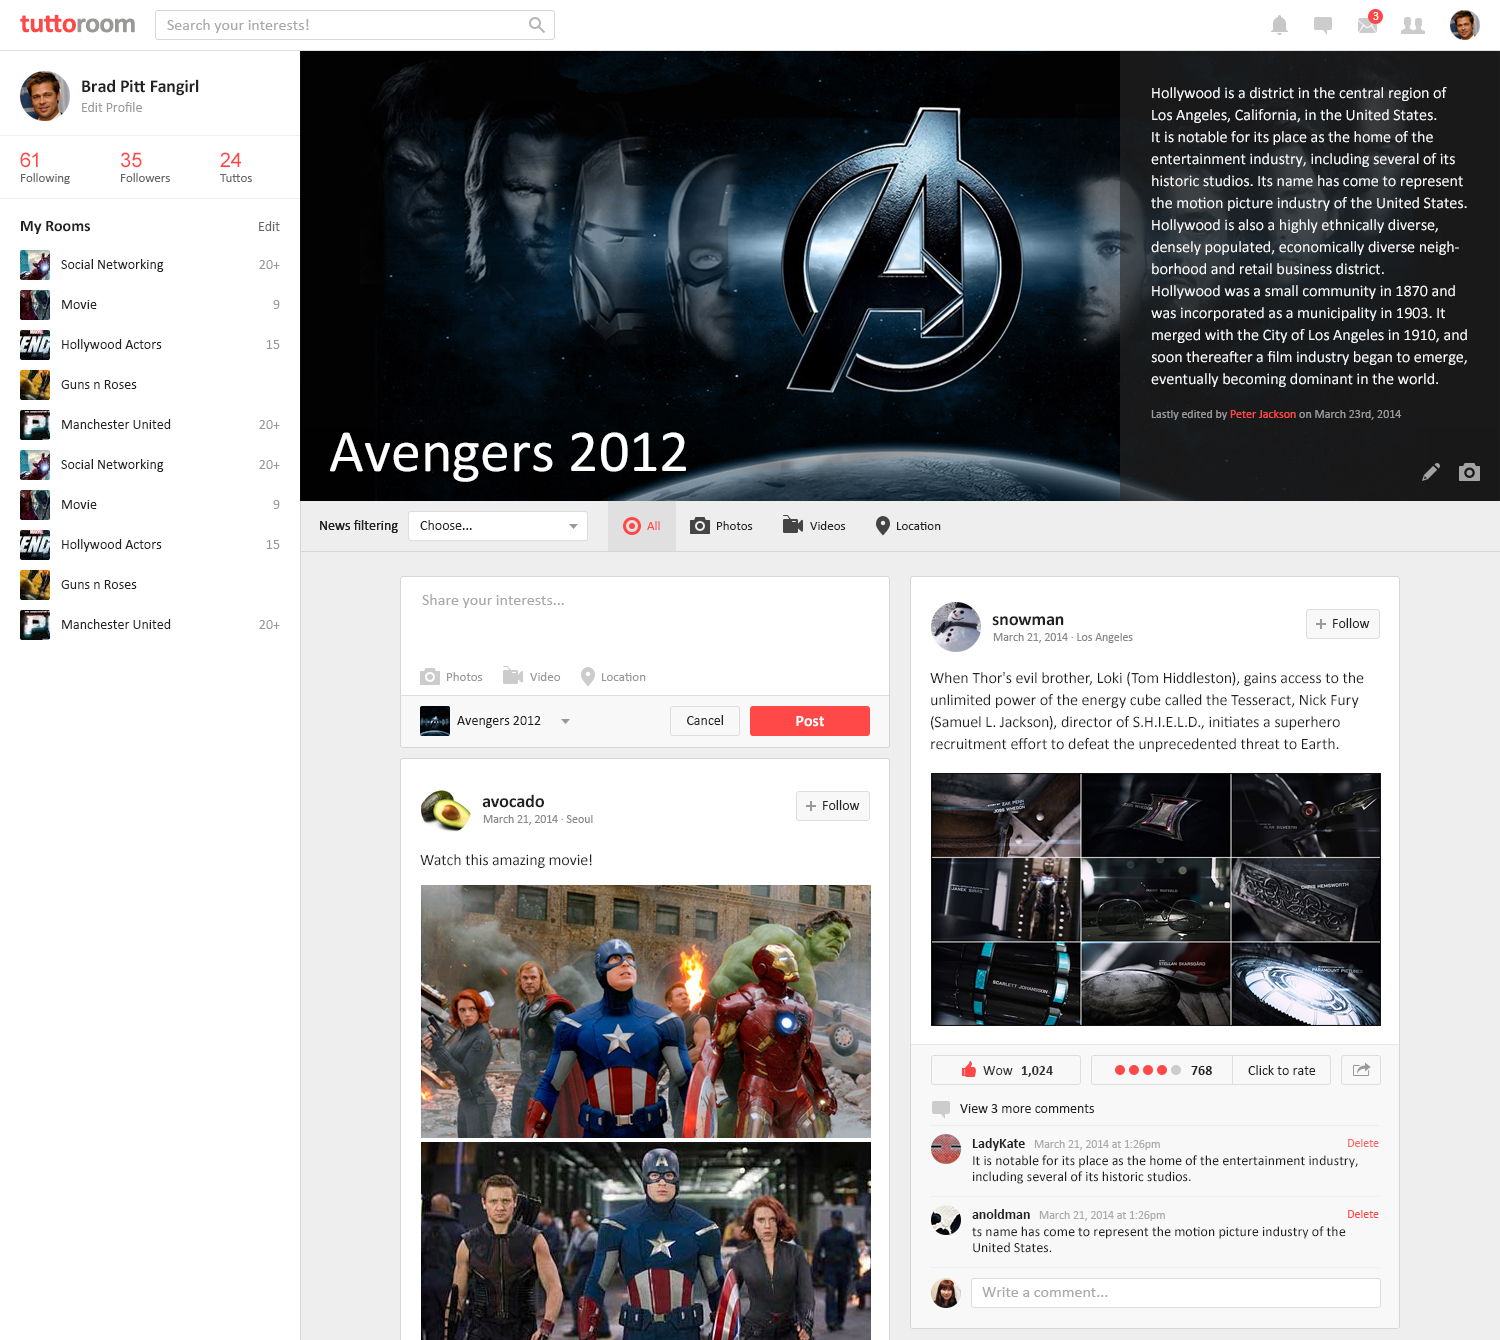 tuttoroom
Search your interests!
3
Brad Pitt Fangirl
Edit Profile
61
35
24
Following
Followers
Tuttos
My Rooms
Edit
Social Networking
20+
Movie
9
Hollywood Actors
15
Guns n Roses
Manchester United
20+
Social Networking
20+
Movie
9
Hollywood Actors
15
Guns n Roses
Manchester United
20+
Avengers 2012
Hollywood is a district in the central region of
Los Angeles, California, in the United States.
It is notable for its place as the home of the
entertainment industry, including several of its
historic studios. Its name has come to represent
the motion picture industry of the United States.
Hollywood is also a highly ethnically diverse,
densely populated, economically diverse neigh-
borhood and retail business district.
Hollywood was a small community in 1870 and
was incorporated as a municipality in 1903. It
merged with the City of Los Angeles in 1910, and
soon thereafter a film industry began to emerge,
eventually becoming dominant in the world.
Lastly edited by Peter Jackson on March 23rd, 2014
News filtering
Choose...
All
Photos
Videos
Location
Share your interests...
Photos
Video
Location
Avengers 2012
Cancel
Post
avocado
March 21, 2014 · Seoul
+ Follow
Watch this amazing movie!
snowman
March 21, 2014 · Los Angeles
+ Follow
When Thor's evil brother, Loki (Tom Hiddleston), gains access to the
unlimited power of the energy cube called the Tesseract, Nick Fury
(Samuel L. Jackson), director of S.H.I.E.L.D., initiates a superhero
recruitment effort to defeat the unprecedented threat to Earth.
ZAK PENN
JOSS WHEDON
CHRIS HEMSWORTH
SCARLETT JOHANSSON
STELLAN SKARSGÅRD
PARAMOUNT PICTURES
Wow 1,024
768
Click to rate
View 3 more comments
LadyKate March 21, 2014 at 1:26pm
Delete
It is notable for its place as the home of the entertainment industry,
including several of its historic studios.
anoldman March 21, 2014 at 1:26pm
Delete
ts name has come to represent the motion picture industry of the
United States.
Write a comment...